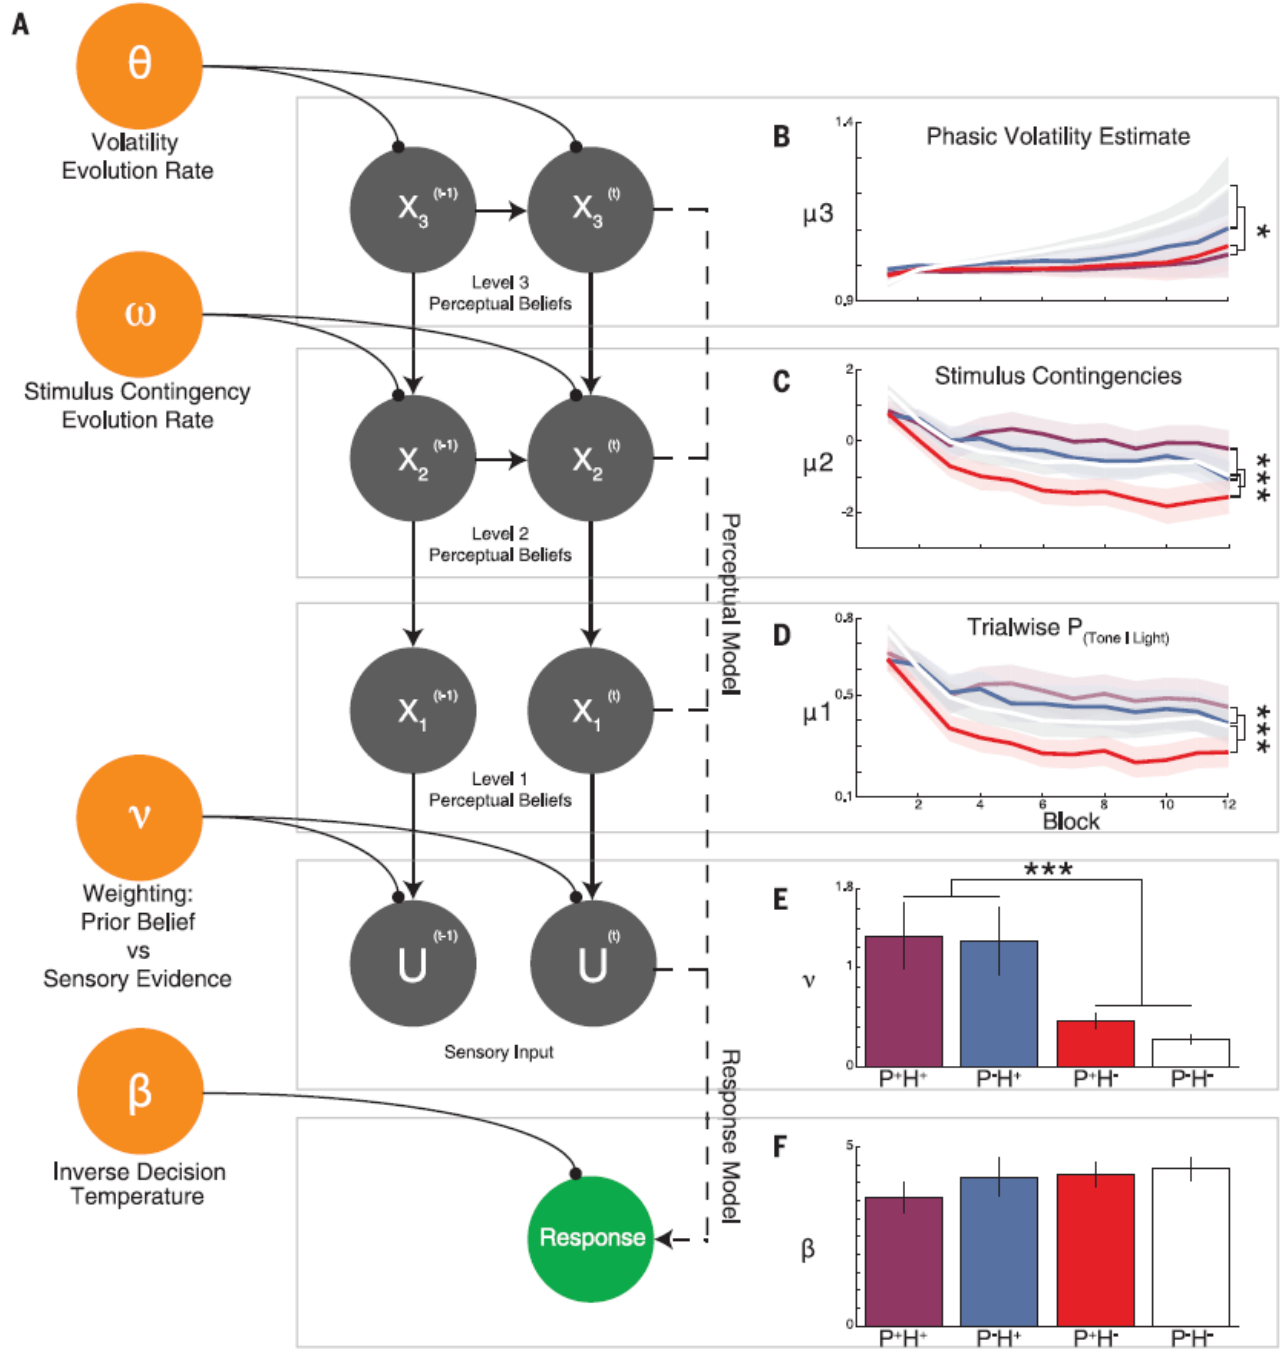 A
θ
Volatility
Evolution Rate
ω
Stimulus Contingency
Evolution Rate
ν
Weighting:
Prior Belief
vs
Sensory Evidence
β
Inverse Decision
Temperature
X3 (t-1)
X3 (t)
Level 3
Perceptual Beliefs
X2 (t-1)
X2 (t)
Level 2
Perceptual Beliefs
X1 (t-1)
X1 (t)
Level 1
Perceptual Beliefs
U (t-1)
U (t)
Sensory Input
Response
Perceptual Model
Response Model
B
Phasic Volatility Estimate
1.4
μ3
0.9
*
C
Stimulus Contingencies
2
0
μ2
-2
***
D
Trialwise P(Tone I Light)
0.8
0.5
μ1
0.1
2 4 6 8 10 12
Block
***
E
***
1.8
1
ν
0
P+H+ P-H+ P+H- P-H-
F
5
β
0
P+H+ P-H+ P+H- P-H-